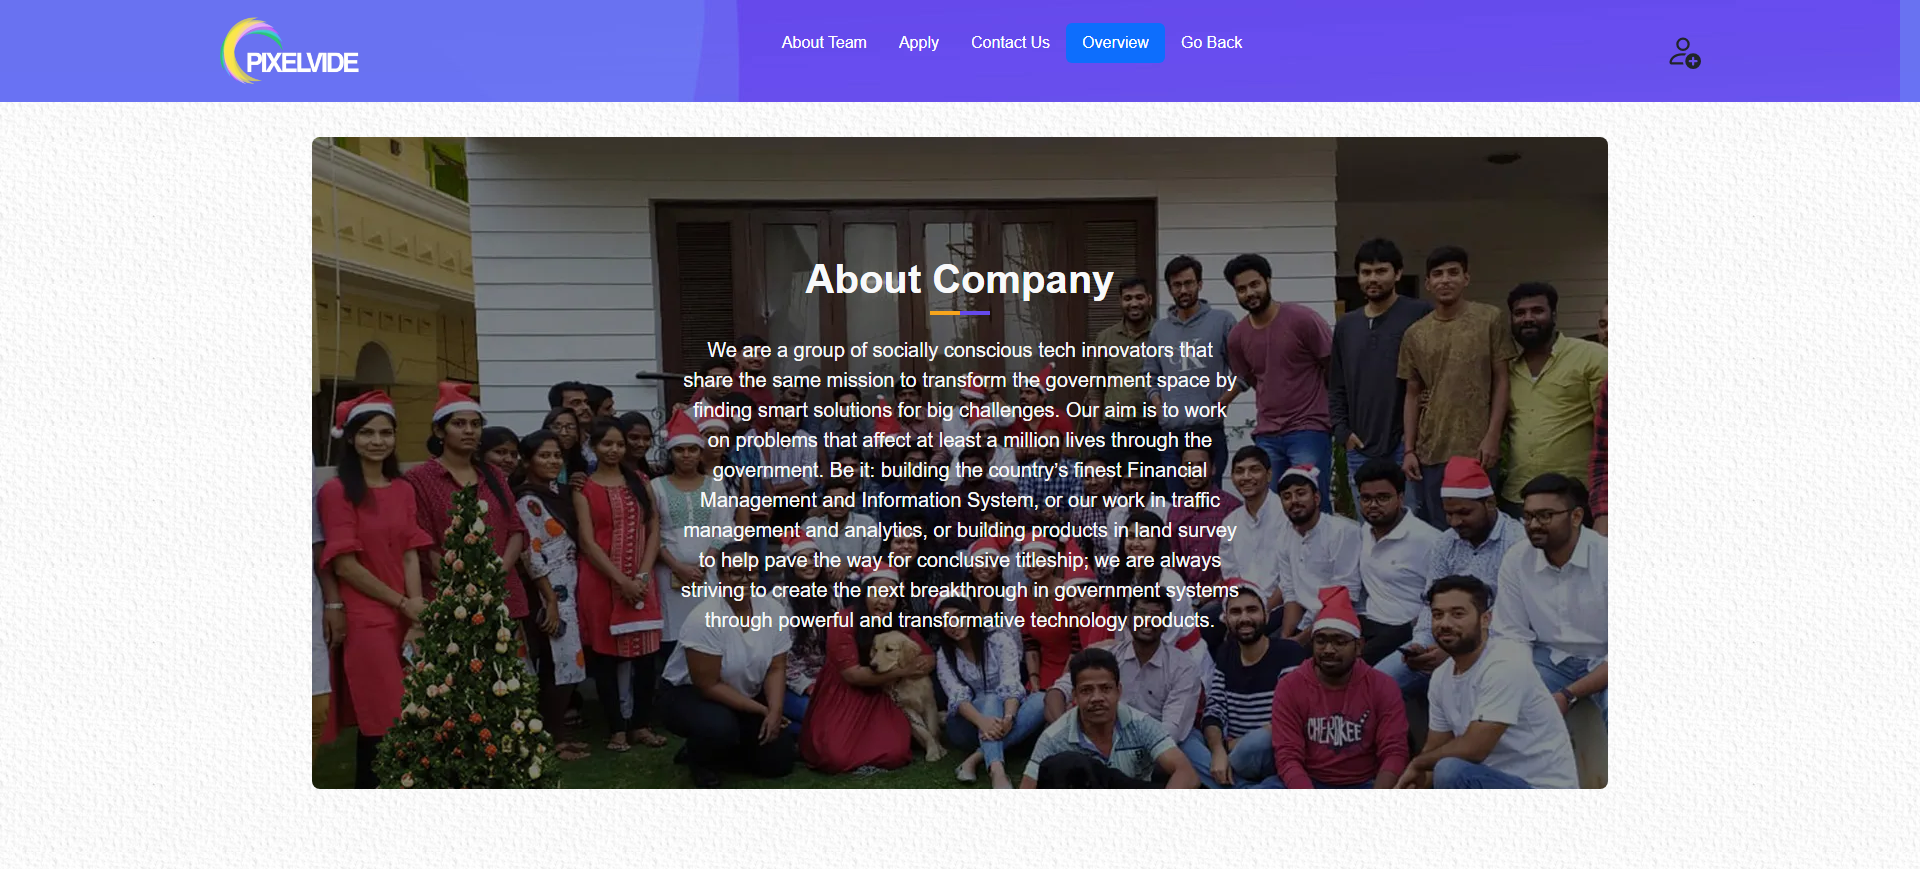 PIXELVIDE
About Team
Apply
Contact Us
Overview
Go Back
About Company
We are a group of socially conscious tech innovators that
share the same mission to transform the government space by
finding smart solutions for big challenges. Our aim is to work
on problems that affect at least a million lives through the
government. Be it: building the country’s finest Financial
Management and Information System, or our work in traffic
management and analytics, or building products in land survey
to help pave the way for conclusive titleship; we are always
striving to create the next breakthrough in government systems
through powerful and transformative technology products.
CK
CHEROKEE